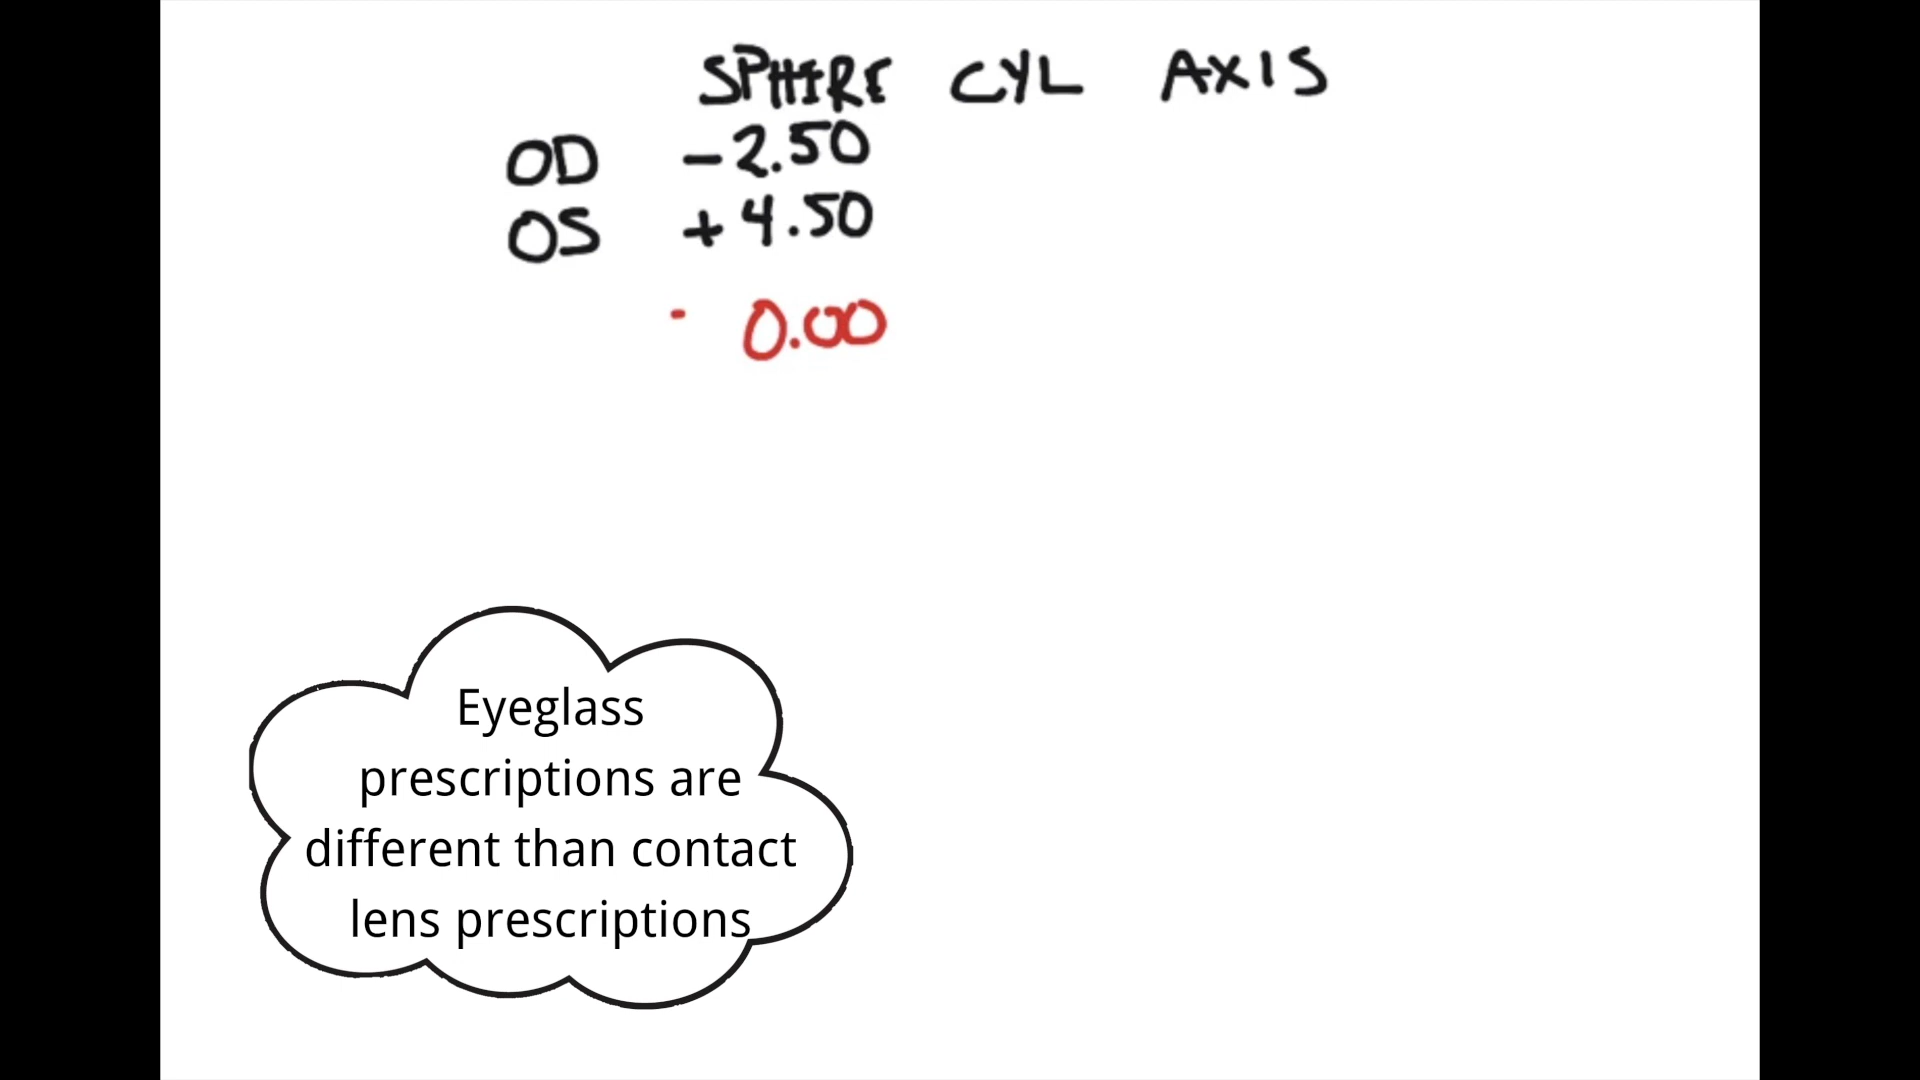 SPHERE CYL AXIS
OD -2.50
OS +4.50
- 0.00
Eyeglass
prescriptions are
different than contact
lens prescriptions